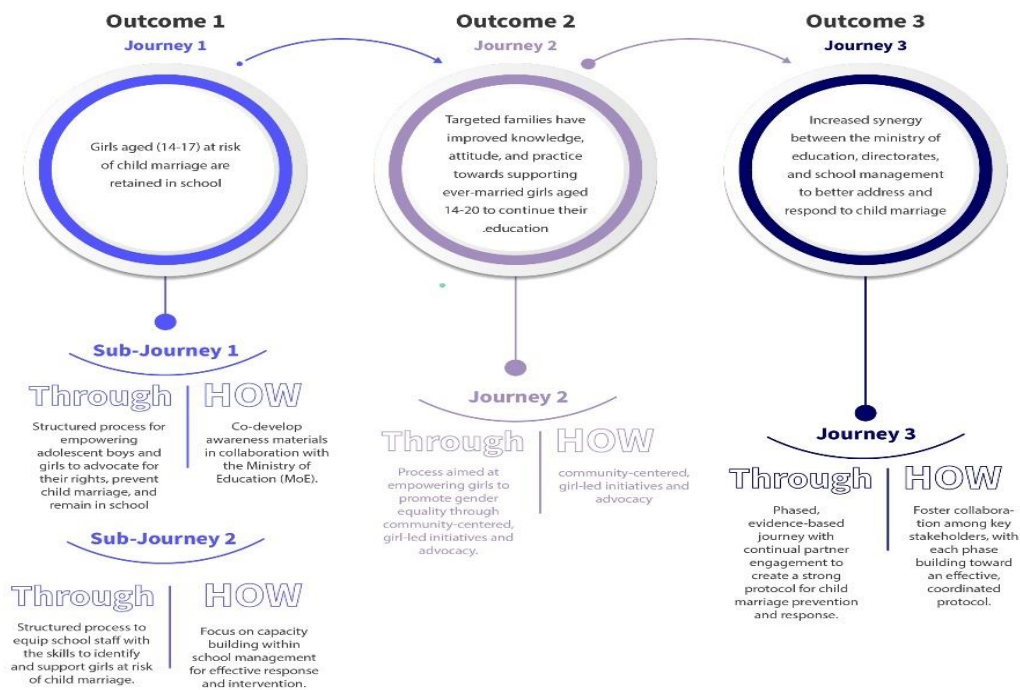 Outcome 1
Journey 1
Girls aged (14-17) at risk
of child marriage are
retained in school
Sub-Journey 1
Through
Structured process for
empowering
adolescent boys and
girls to advocate for
their rights, prevent
child marriage, and
remain in school
HOW
Co-develop
awareness materials
in collaboration with
the Ministry of
Education (MoE).
Sub-Journey 2
Through
Structured process to
equip school staff with
the skills to identify
and support girls at risk
of child marriage.
HOW
Focus on capacity
building within
school management
for effective response
and intervention.
Outcome 2
Journey 2
Targeted families have
improved knowledge,
attitude, and practice
towards supporting
ever-married girls aged
14-20 to continue their
.education
Journey 2
Through
Process aimed at
empowering girls to
promote gender
equality through
community-centered,
girl-led initiatives and
advocacy.
HOW
community-centered,
girl-led initiatives and
advocacy
Outcome 3
Journey 3
Increased synergy
between the ministry of
education, directorates,
and school management
to better address and
respond to child marriage
Journey 3
Through
Phased,
evidence-based
journey with
continual partner
engagement to
create a strong
protocol for child
marriage prevention
and response.
HOW
Foster collabora-
tion among key
stakeholders, with
each phase
building toward
an effective,
coordinated
protocol.